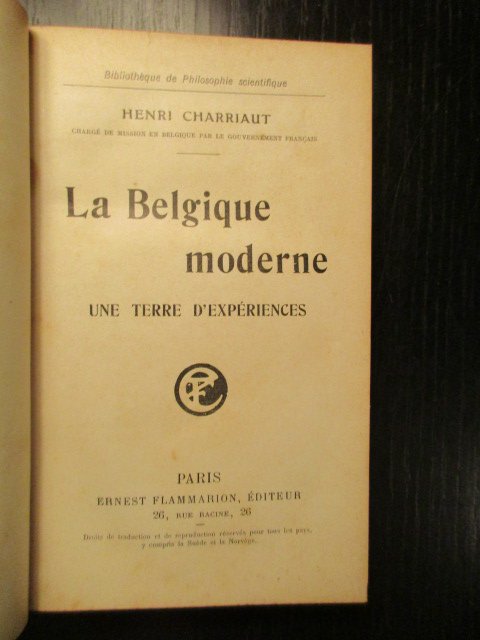 Bibliothèque de Philosophie scientifique
HENRI CHARRIAUT
CHARGÉ DE MISSION EN BELGIQUE PAR LE GOUVERNEMENT FRANÇAIS
La Belgique
moderne
UNE TERRE D'EXPÉRIENCES
PARIS
ERNEST FLAMMARION, ÉDITEUR
26, RUE RACINE, 26
Droits de traduction et de reproduction réservés pour tous les pays,
y compris la Suède et la Norvège.